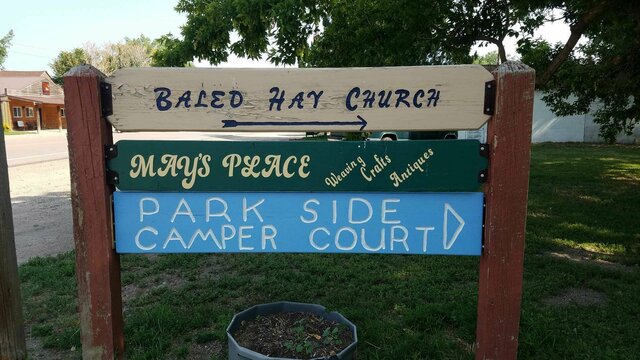 BALED HAY CHURCH
MAY'S PLACE
Weaving
Crafts
Antiques
PARK SIDE
CAMPER COURT